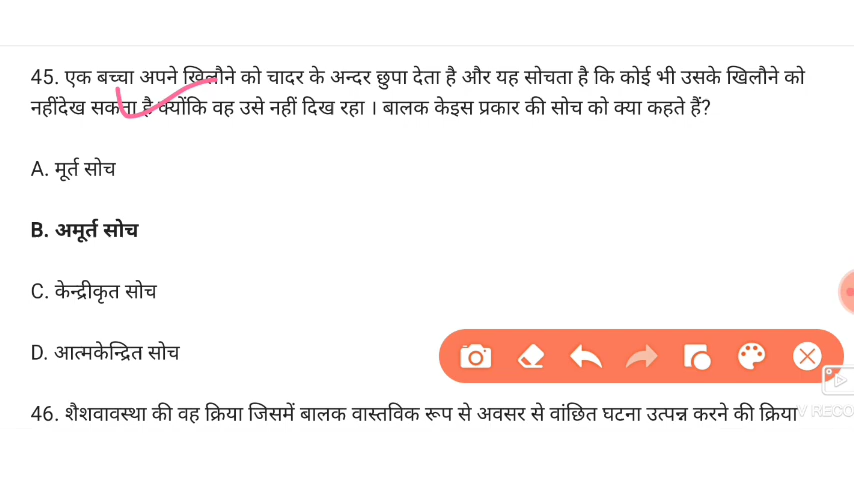 45. एक बच्चा अपने खिलौने को चादर के अन्दर छुपा देता है और यह सोचता है कि कोई भी उसके खिलौने को
नहींदेख सकता है क्योंकि वह उसे नहीं दिख रहा । बालक केइस प्रकार की सोच को क्या कहते हैं?
A. मूर्त सोच
B. अमूर्त सोच
C. केन्द्रीकृत सोच
D. आत्मकेन्द्रित सोच
46. शैशवावस्था की वह क्रिया जिसमें बालक वास्तविक रूप से अवसर से वांछित घटना उत्पन्न करने की क्रिया
V RECO